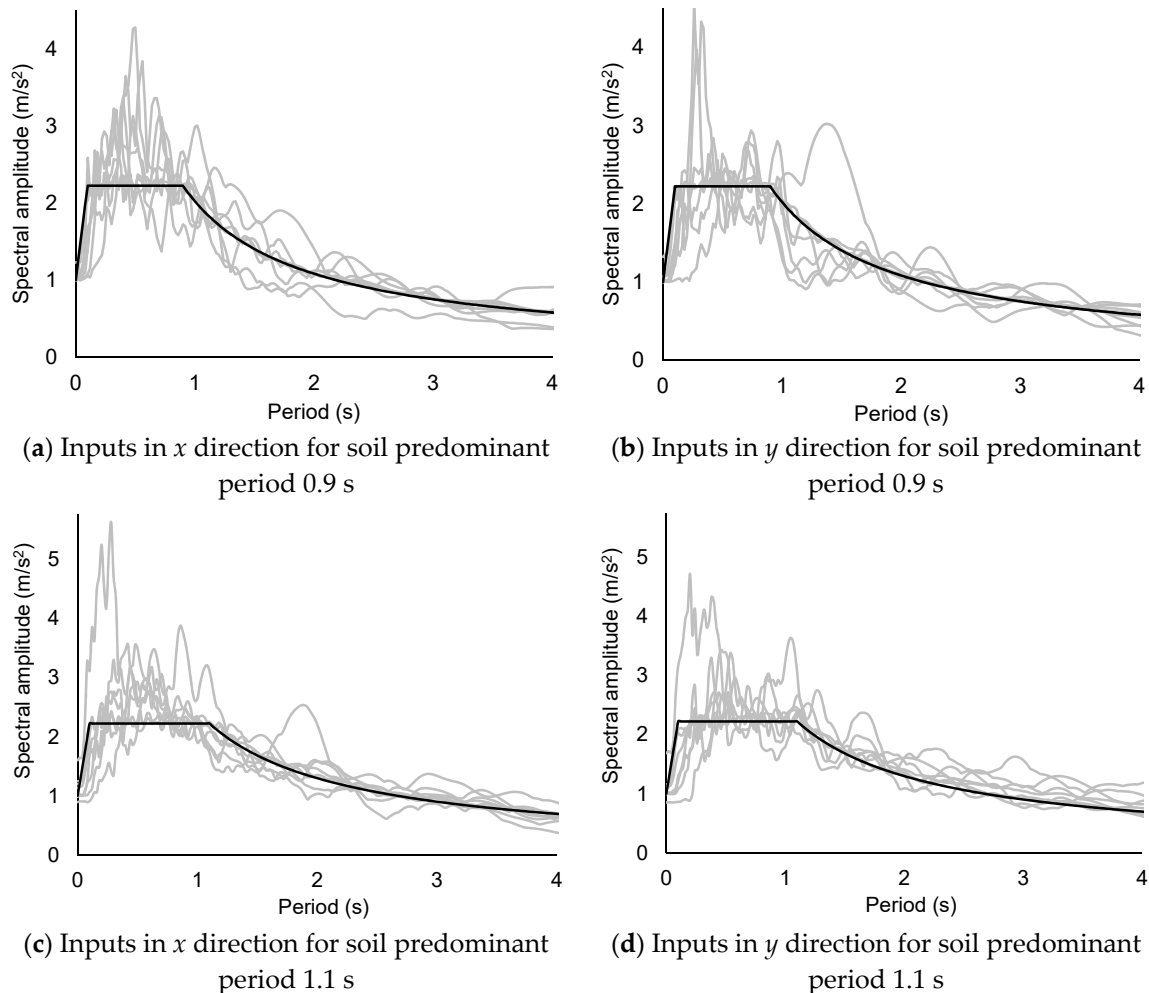 Spectral amplitude (m/s²)
4
3
2
1
0
0 1 2 3 4
Period (s)
(a) Inputs in x direction for soil predominant
period 0.9 s
Spectral amplitude (m/s²)
4
3
2
1
0
0 1 2 3 4
Period (s)
(b) Inputs in y direction for soil predominant
period 0.9 s
Spectral amplitude (m/s²)
5
4
3
2
1
0
0 1 2 3 4
Period (s)
(c) Inputs in x direction for soil predominant
period 1.1 s
Spectral amplitude (m/s²)
5
4
3
2
1
0
0 1 2 3 4
Period (s)
(d) Inputs in y direction for soil predominant
period 1.1 s